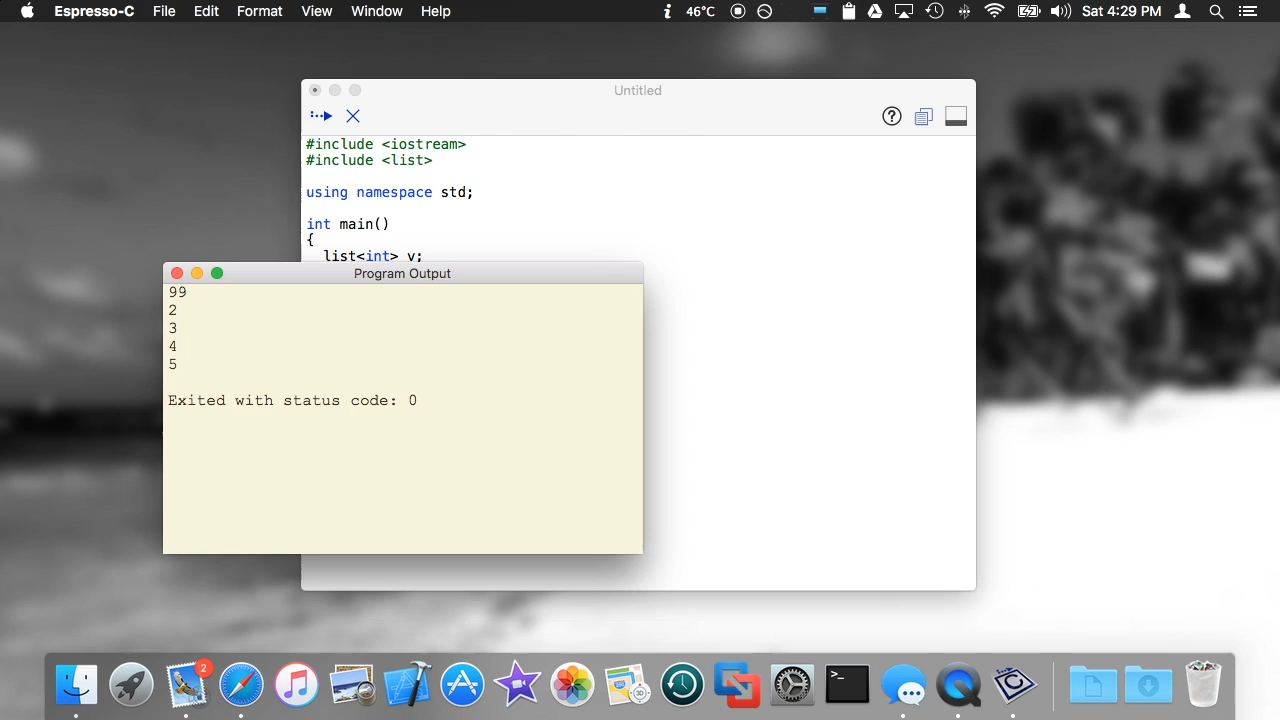 Espresso-C File Edit Format View Window Help 46°C Sat 4:29 PM
Untitled
#include <iostream>
#include <list>
using namespace std;
int main()
{
list<int> v;
Program Output
99
2
3
4
5
Exited with status code: 0
2